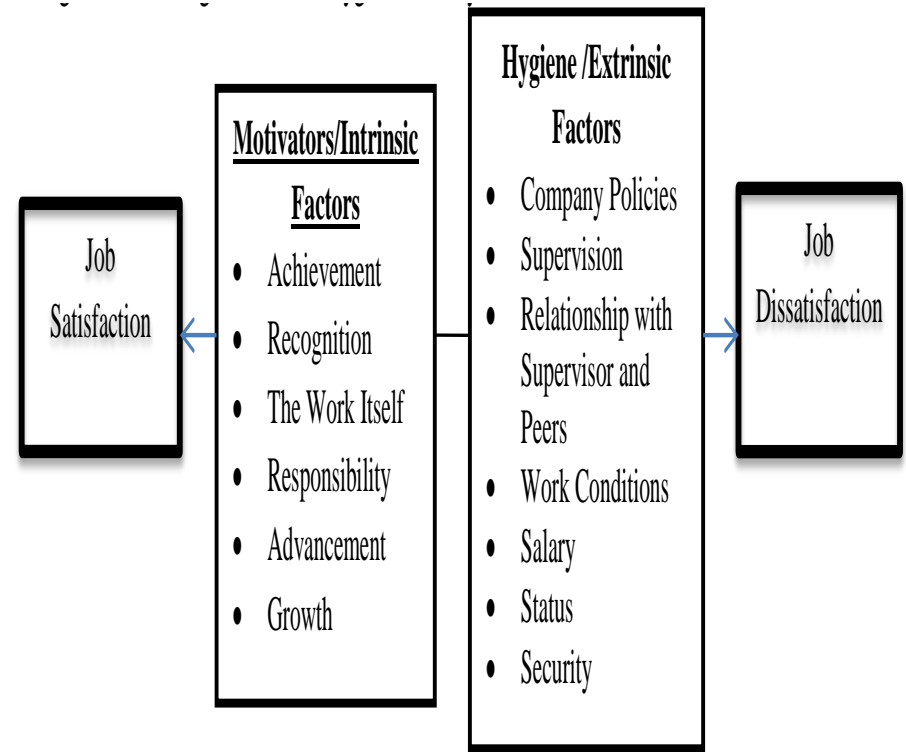 Job
Satisfaction
Motivators/Intrinsic
Factors
• Achievement
• Recognition
• The Work Itself
• Responsibility
• Advancement
• Growth
Hygiene /Extrinsic
Factors
• Company Policies
• Supervision
• Relationship with
Supervisor and
Peers
• Work Conditions
• Salary
• Status
• Security
Job
Dissatisfaction